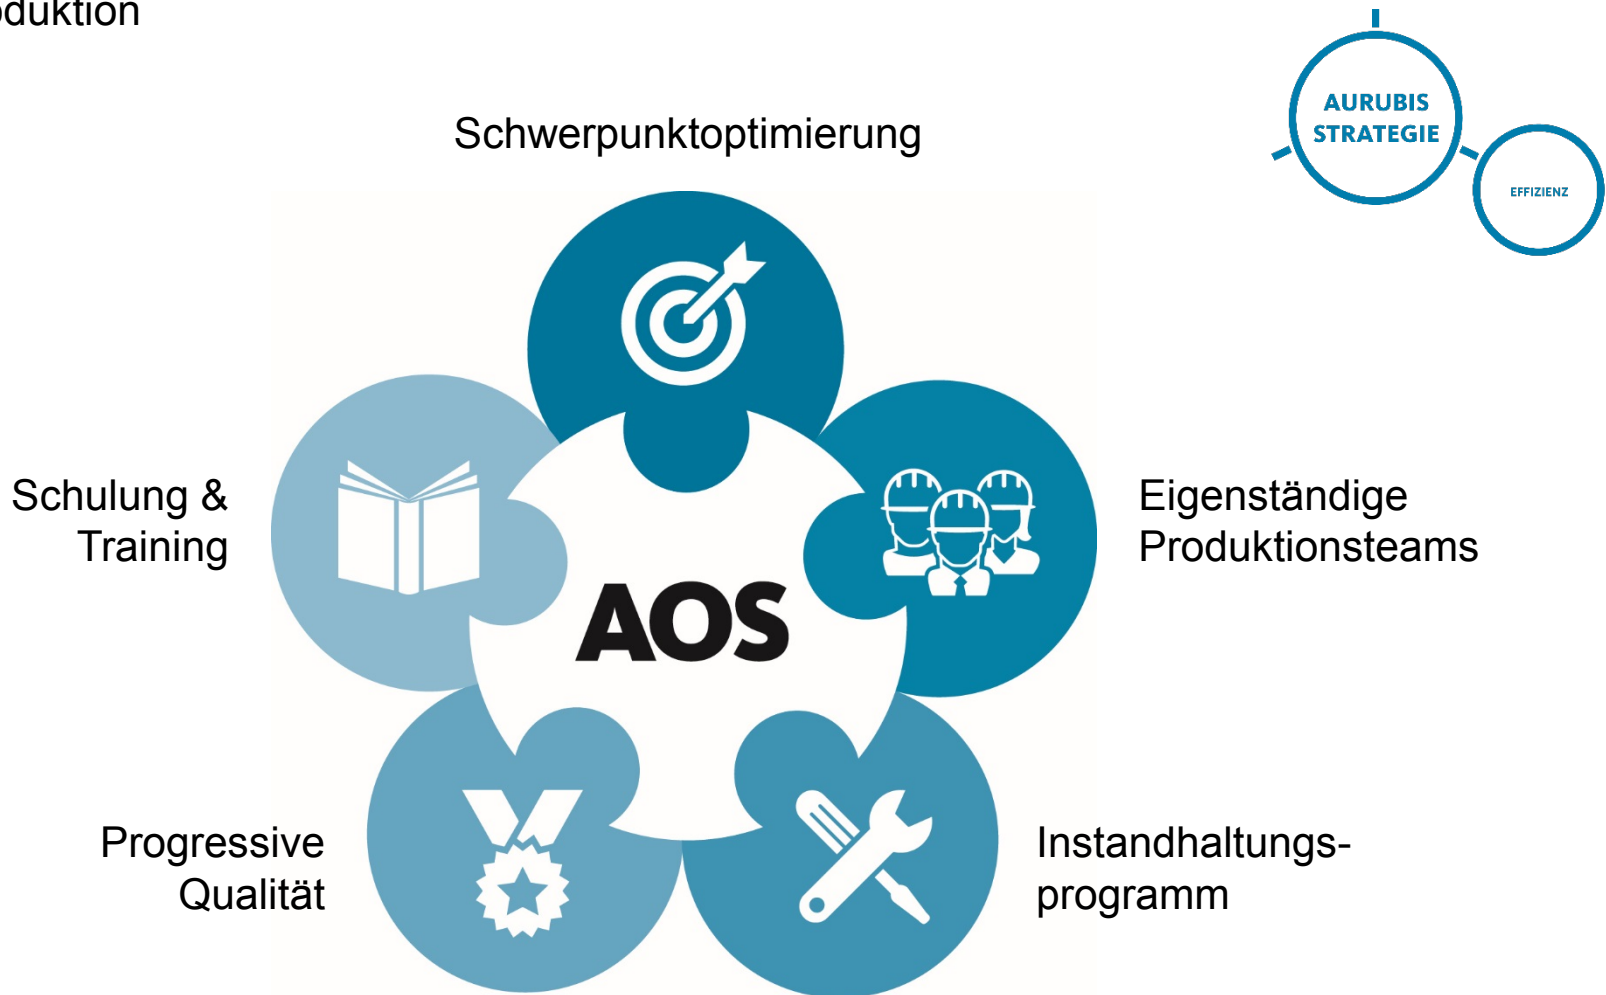 Schwerpunktoptimierung
AURUBIS
STRATEGIE
EFFIZIENZ
Schulung &
Training
Eigenständige
Produktionsteams
AOS
Progressive
Qualität
Instandhaltungs-
programm